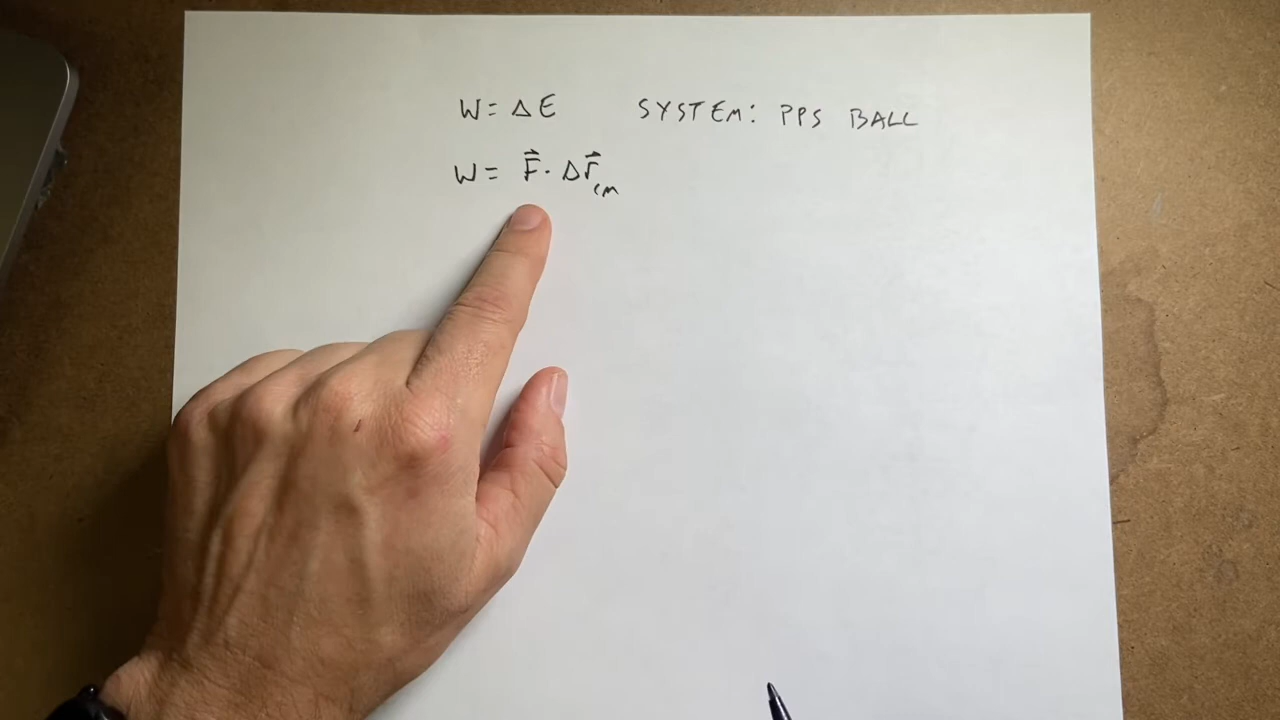 W = ΔE SYSTEM: PPS BALL
W = F⃗ · Δr⃗cm